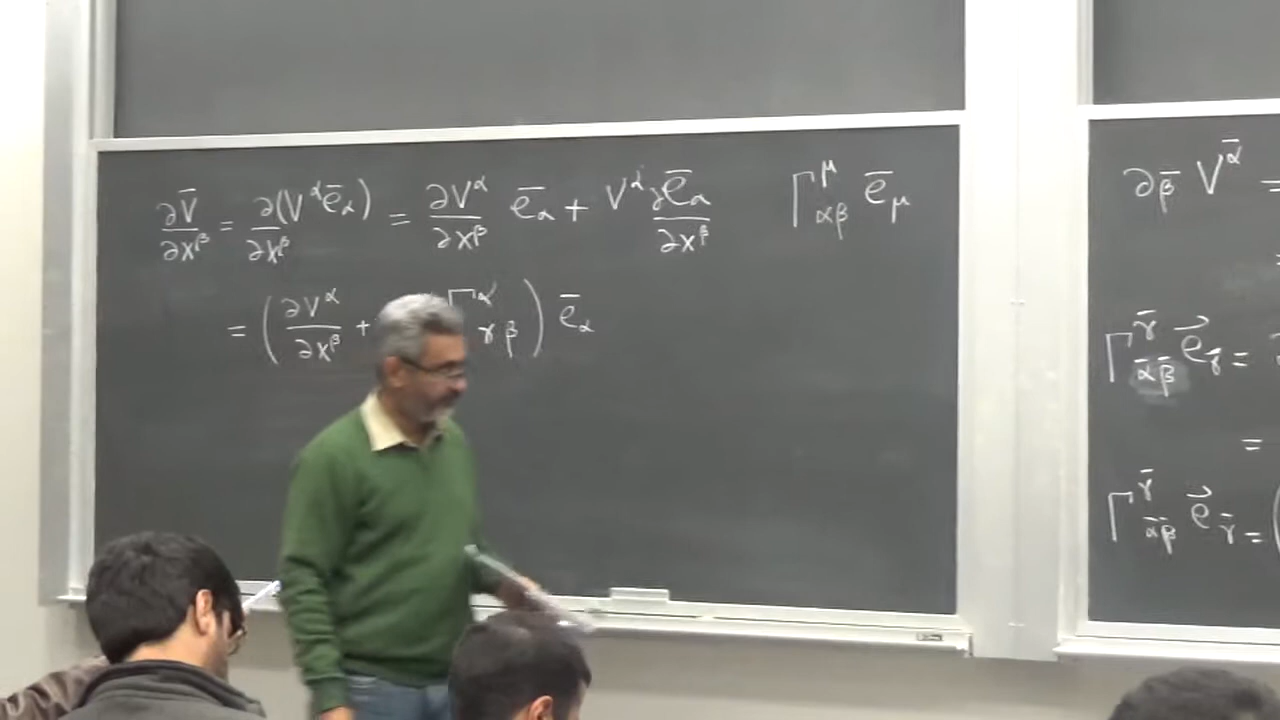 ∂V̄/∂x^β = ∂(V^α ē_α)/∂x^β = ∂V^α/∂x^β ē_α + V^α ∂ē_α/∂x^β Γ^μ_αβ ē_μ
= (∂V^α/∂x^β + Γ^α_γβ) ē_α
∂_β̄ V^ᾱ =
=
Γ^γ̄_ᾱβ̄ e⃗_γ̄ =
=
Γ^γ̄_ᾱβ̄ e⃗_γ̄ = (